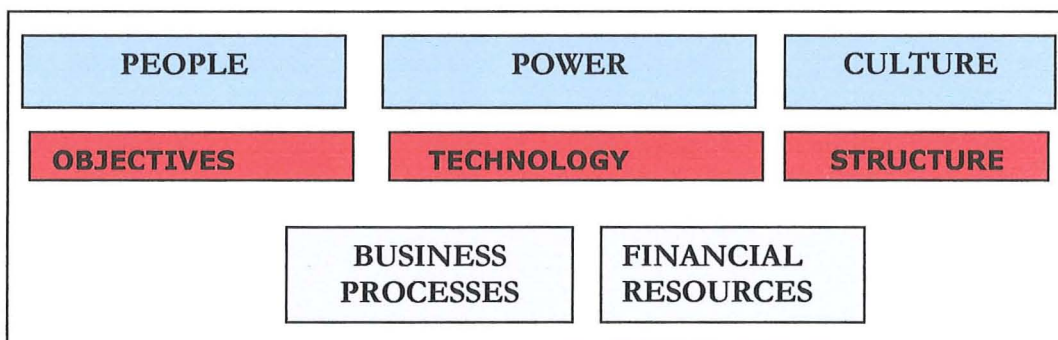 PEOPLE
POWER
CULTURE
OBJECTIVES
TECHNOLOGY
STRUCTURE
BUSINESS
PROCESSES
FINANCIAL
RESOURCES